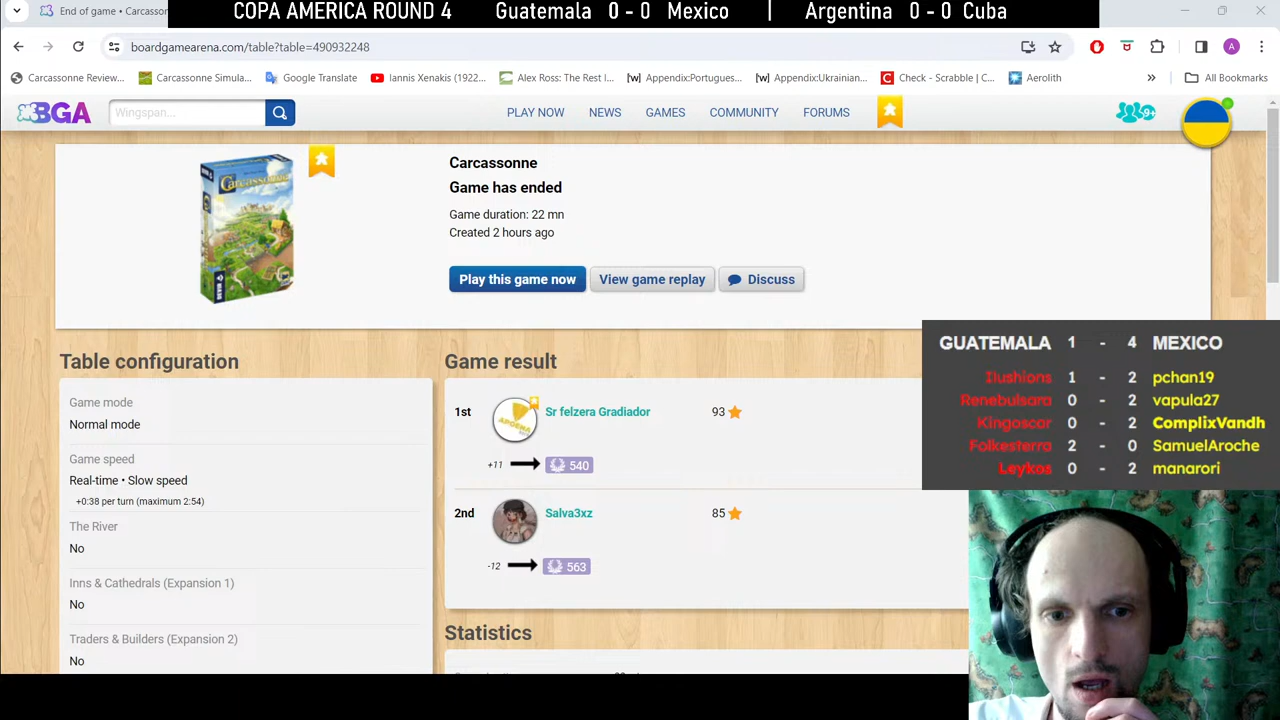 COPA AMERICA ROUND 4 Guatemala 0 - 0 Mexico | Argentina 0 - 0 Cuba
End of game • Carcasson
boardgamearena.com/table?table=490932248
Carcassonne Review...
Carcassonne Simula...
Google Translate
Iannis Xenakis (1922...
Alex Ross: The Rest I...
[w] Appendix:Portugues...
[w] Appendix:Ukrainian...
Check - Scrabble | C...
Aerolith
All Bookmarks
BGA
Wingspan...
PLAY NOW
NEWS
GAMES
COMMUNITY
FORUMS
9+
A
Carcassonne
Carcassonne
Game has ended
Game duration: 22 mn
Created 2 hours ago
Play this game now
View game replay
Discuss
Table configuration
Game mode
Normal mode
Game speed
Real-time • Slow speed
+0:38 per turn (maximum 2:54)
The River
No
Inns & Cathedrals (Expansion 1)
No
Traders & Builders (Expansion 2)
No
Game result
1st Sr felzera Gradiador 93
+11 540
2nd Salva3xz 85
-12 563
Statistics
GUATEMALA 1 - 4 MEXICO
Ilushions 1 - 2 pchan19
Renebulsara 0 - 2 vapula27
Kingoscar 0 - 2 ComplixVandh
Folkesterra 2 - 0 SamuelAroche
Leykos 0 - 2 manarori